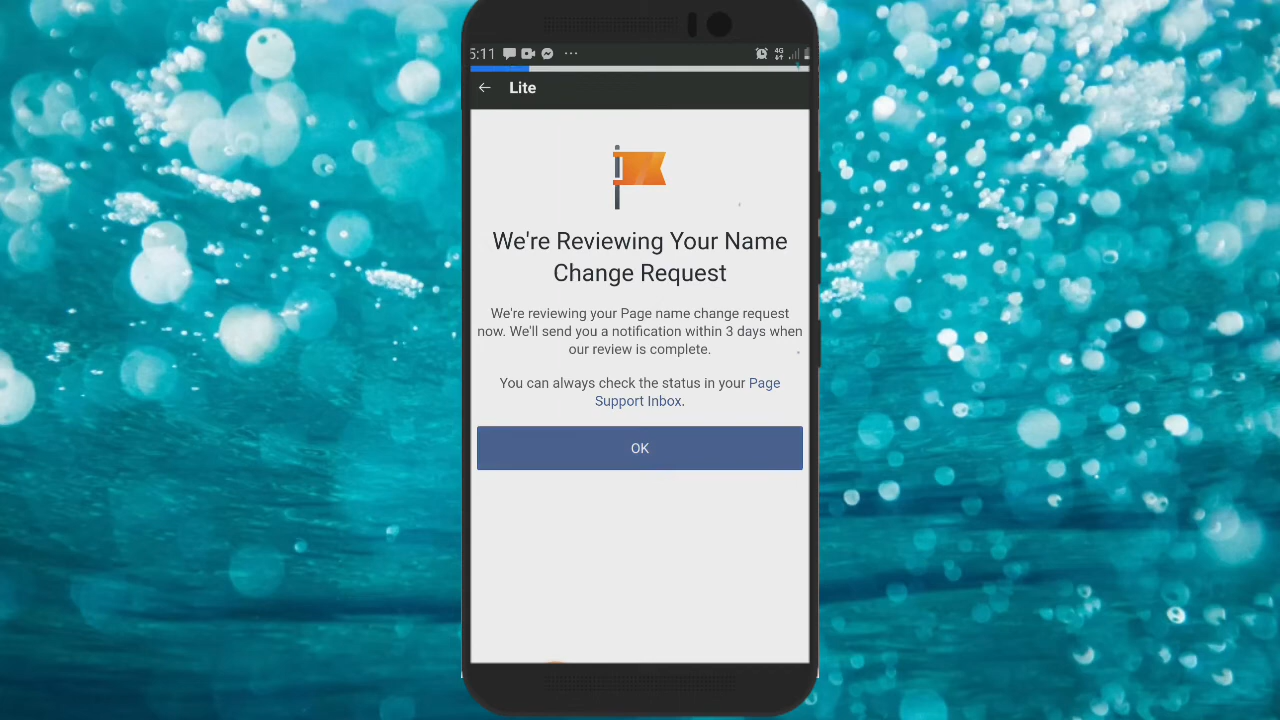 5:11
4G
Lite
We're Reviewing Your Name
Change Request
We're reviewing your Page name change request
now. We'll send you a notification within 3 days when
our review is complete.
You can always check the status in your Page
Support Inbox.
OK